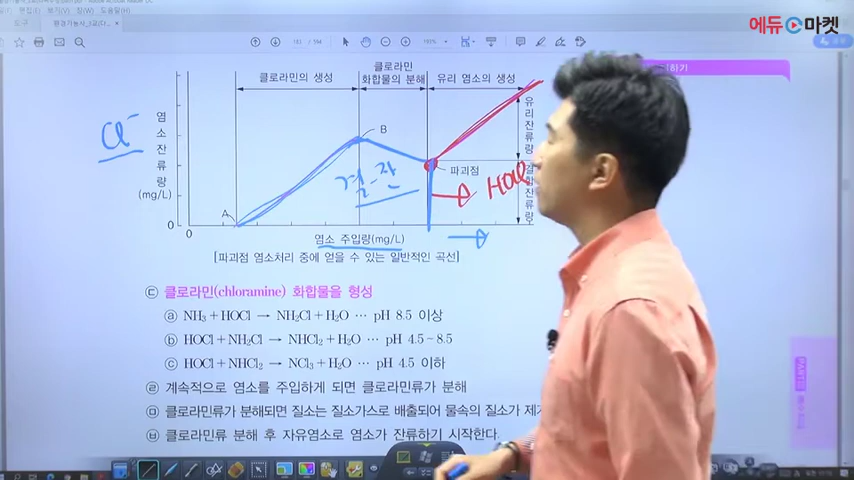 에듀마켓
도구
클로라민의 생성
클로라민
화합물의 분해
유리 염소의 생성
염소잔류량
(mg/L)
Cl⁻
A
B
결-잔
파괴점
HOCl
유리잔류량
결합잔류량
0
0
염소 주입량(mg/L)
[파괴점 염소처리 중에 얻을 수 있는 일반적인 곡선]
㉢ 클로라민(chloramine) 화합물을 형성
ⓐ NH₃+HOCl → NH₂Cl+H₂O ⋯ pH 8.5 이상
ⓑ HOCl+NH₂Cl → NHCl₂+H₂O ⋯ pH 4.5~8.5
ⓒ HOCl+NHCl₂ → NCl₃+H₂O ⋯ pH 4.5 이하
㉣ 계속적으로 염소를 주입하게 되면 클로라민류가 분해
㉤ 클로라민류가 분해되면 질소는 질소가스로 배출되어 물속의 질소가 제거
㉥ 클로라민류 분해 후 자유염소로 염소가 잔류하기 시작한다.